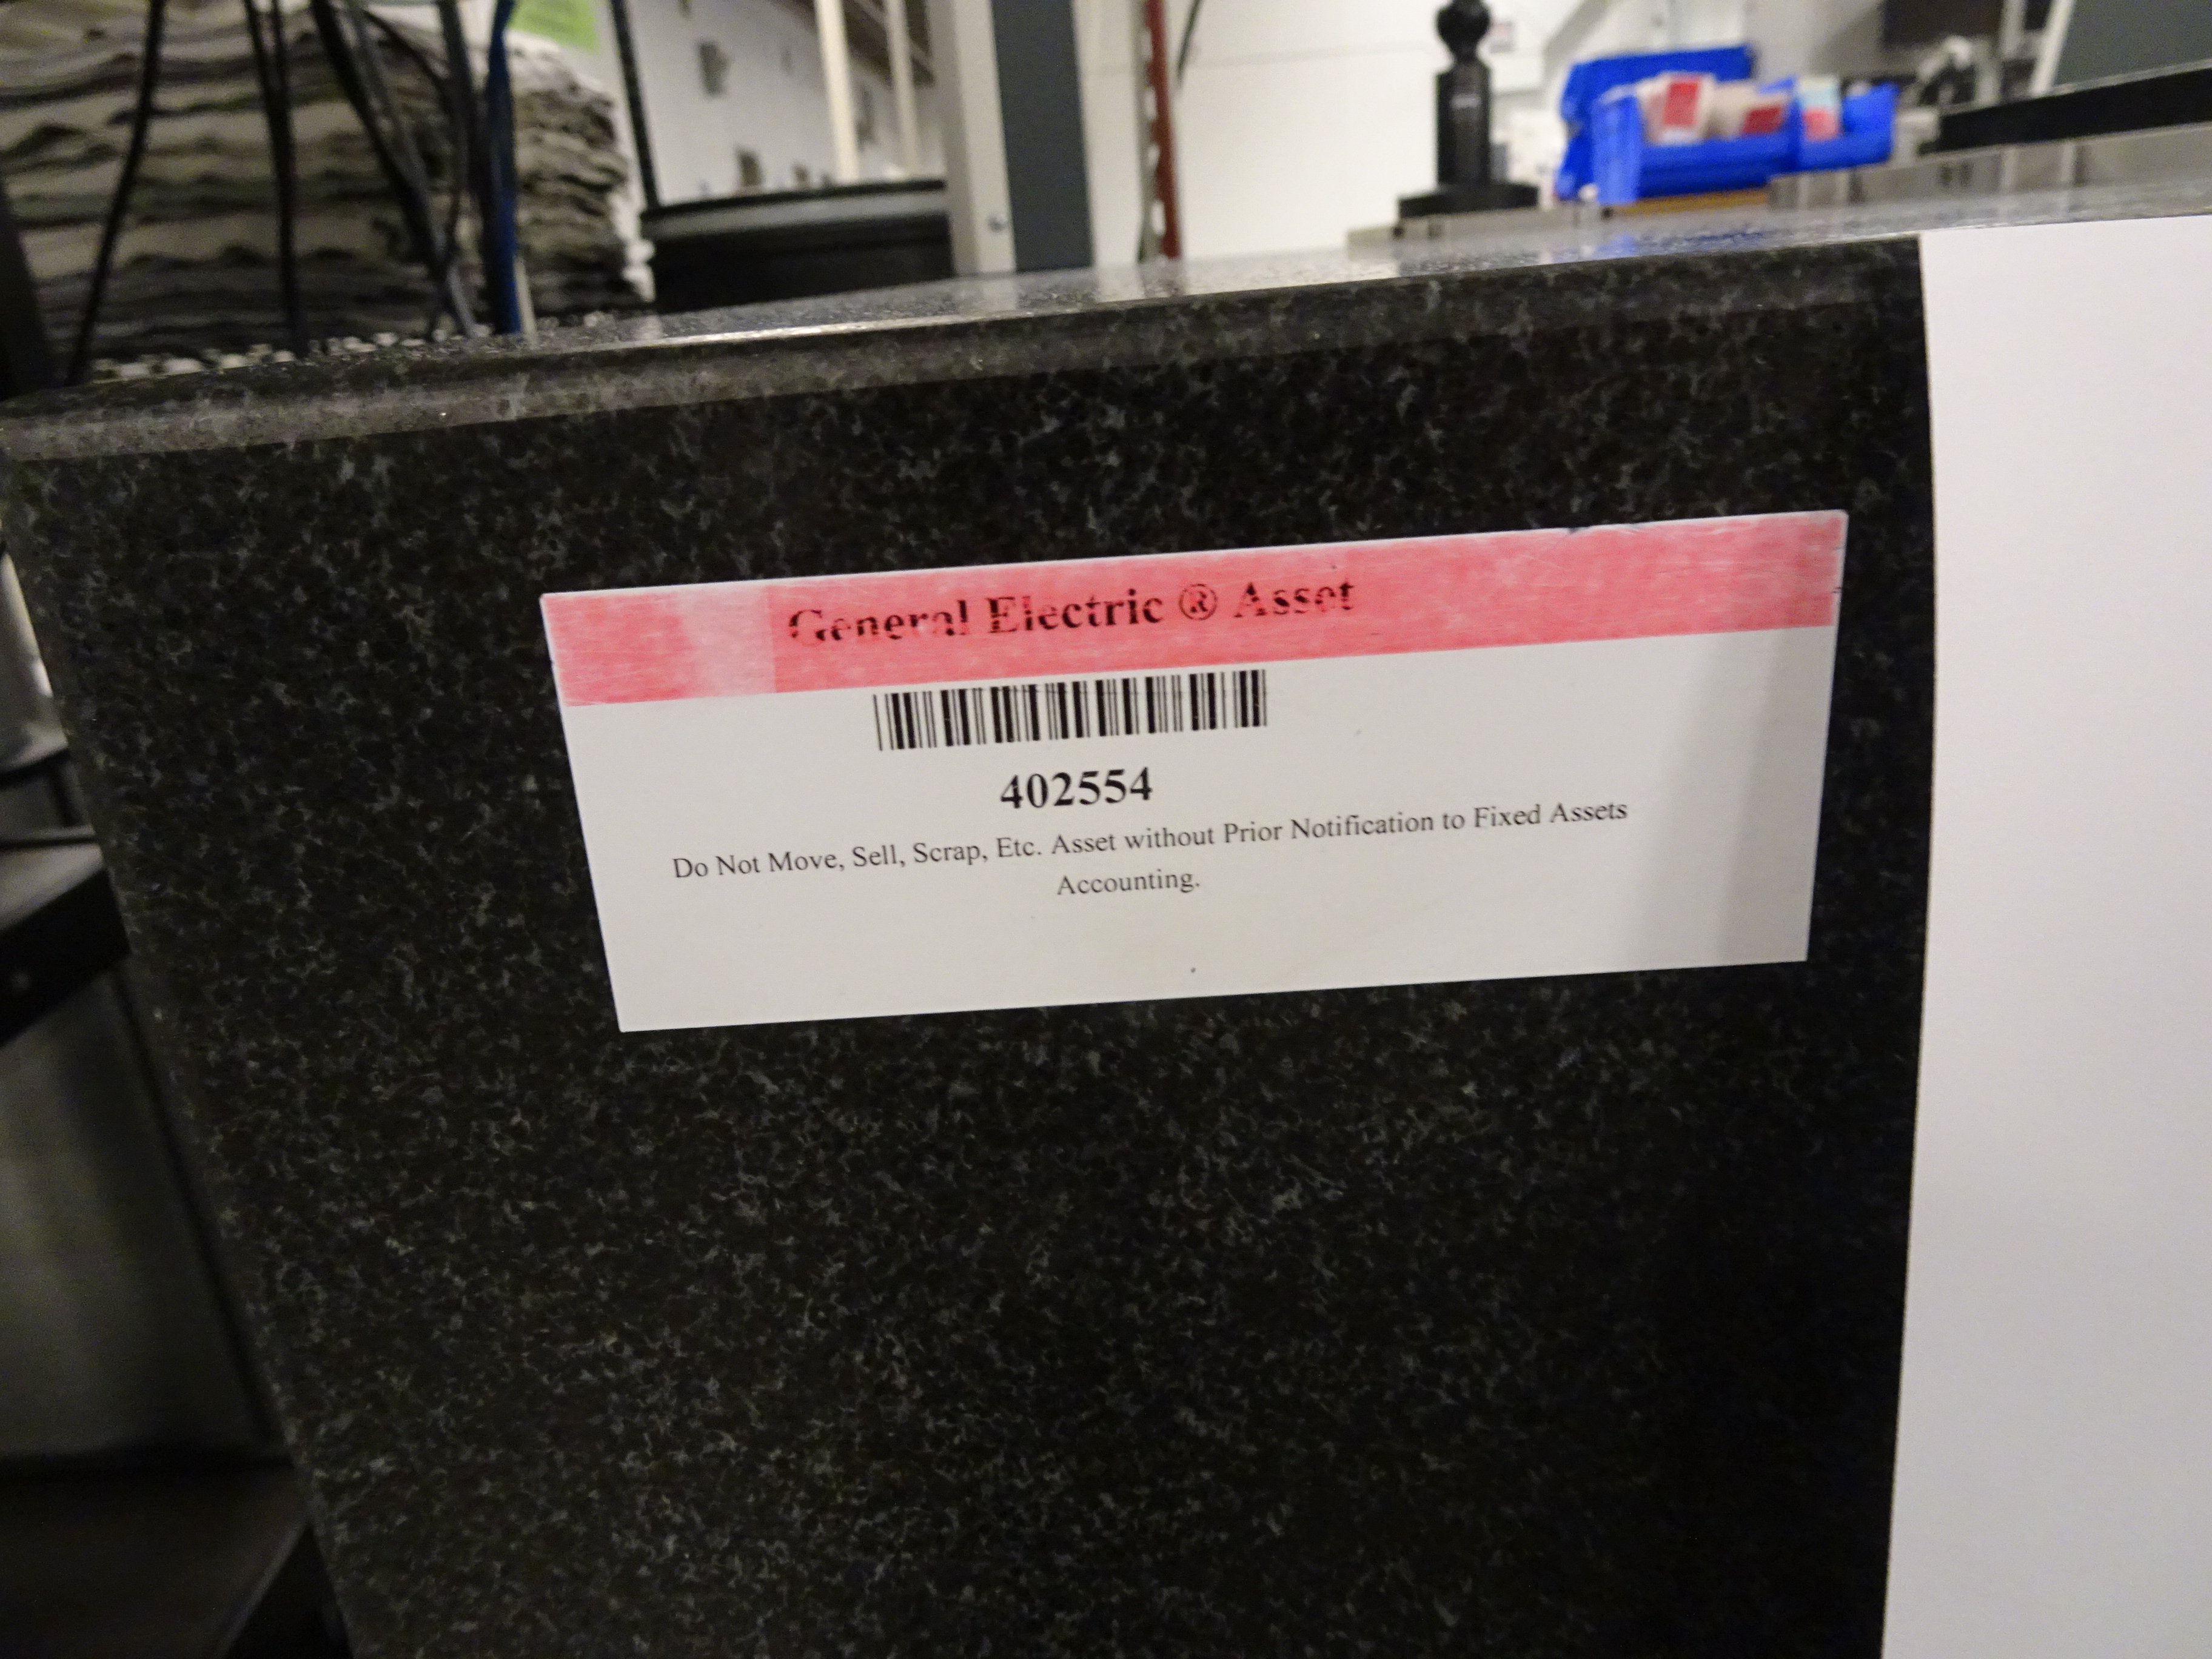 General Electric ® Asset
402554
Do Not Move, Sell, Scrap, Etc. Asset without Prior Notification to Fixed Assets
Accounting.